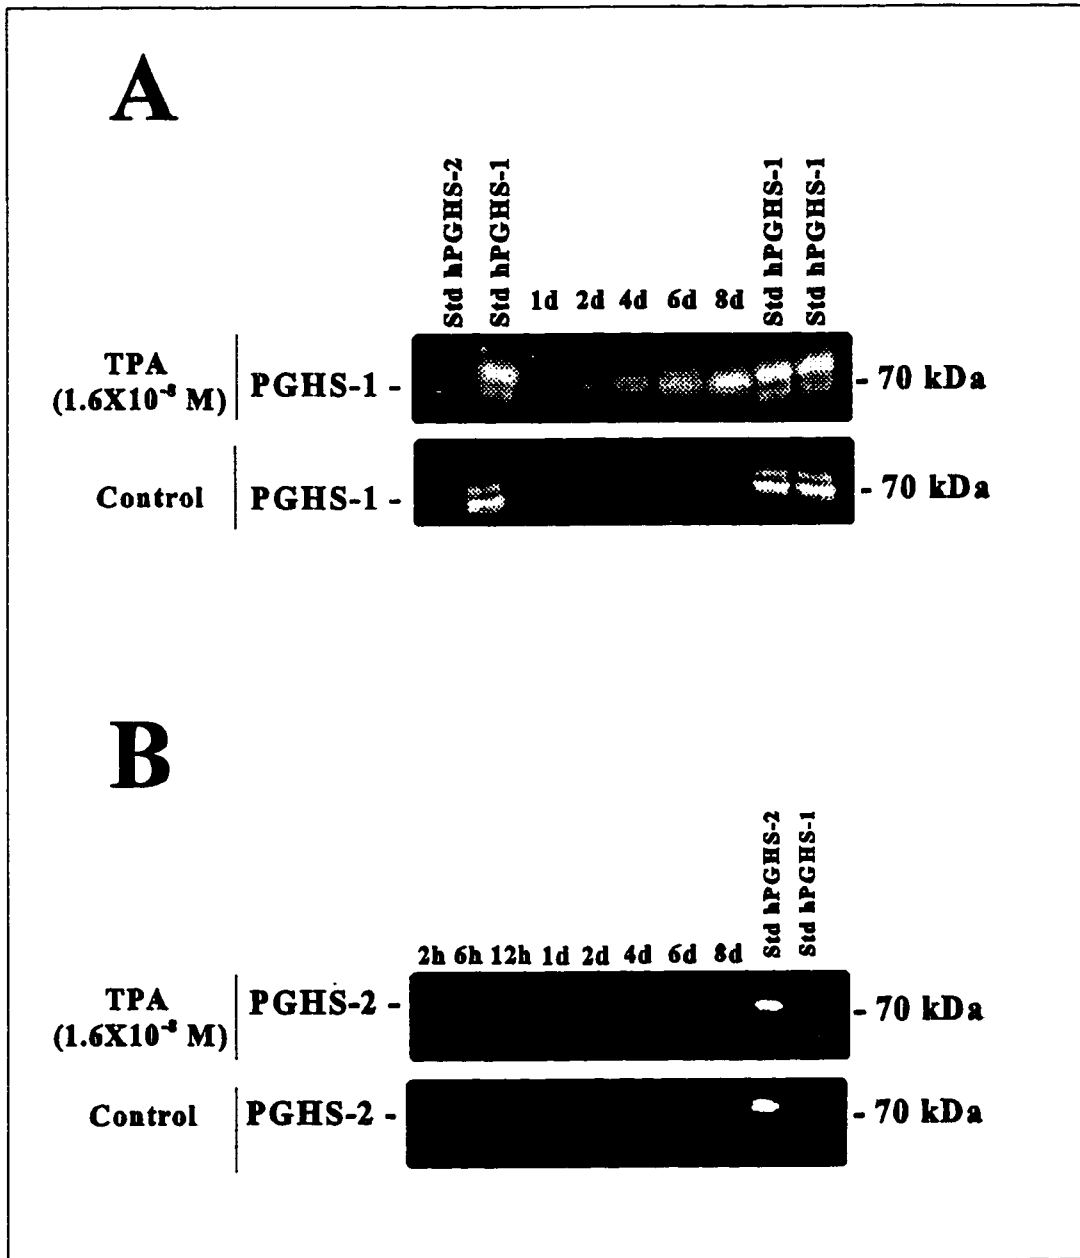 A
Std hPGHS-2
Std hPGHS-1
1d 2d 4d 6d 8d
Std hPGHS-1
Std hPGHS-1
TPA
(1.6X10⁻⁸ M)
PGHS-1 -
- 70 kDa
Control
PGHS-1 -
- 70 kDa
B
Std hPGHS-2
Std hPGHS-1
2h 6h 12h 1d 2d 4d 6d 8d
TPA
(1.6X10⁻⁸ M)
PGHS-2 -
- 70 kDa
Control
PGHS-2 -
- 70 kDa